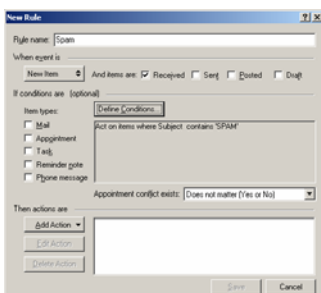 New Rule
Rule name: Spam
When event is
New Item And items are: Received Sent Posted Draft
If conditions are (optional)
Item types: Define Conditions...
Mail
Appointment
Task
Reminder note
Phone message
Act on items where Subject contains 'SPAM'
Appointment conflict exists: Does not matter (Yes or No)
Then actions are
Add Action
Edit Action
Delete Action
Save Cancel